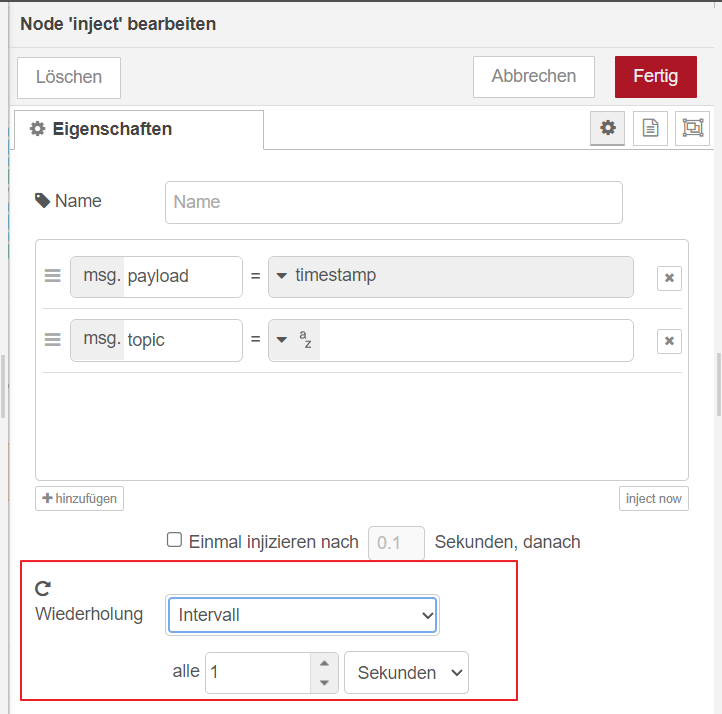 Node 'inject' bearbeiten
Löschen Abbrechen Fertig
Eigenschaften
Name Name
msg. payload = timestamp
msg. topic = a z
hinzufügen inject now
Einmal injizieren nach 0.1 Sekunden, danach
Wiederholung Intervall
alle 1 Sekunden